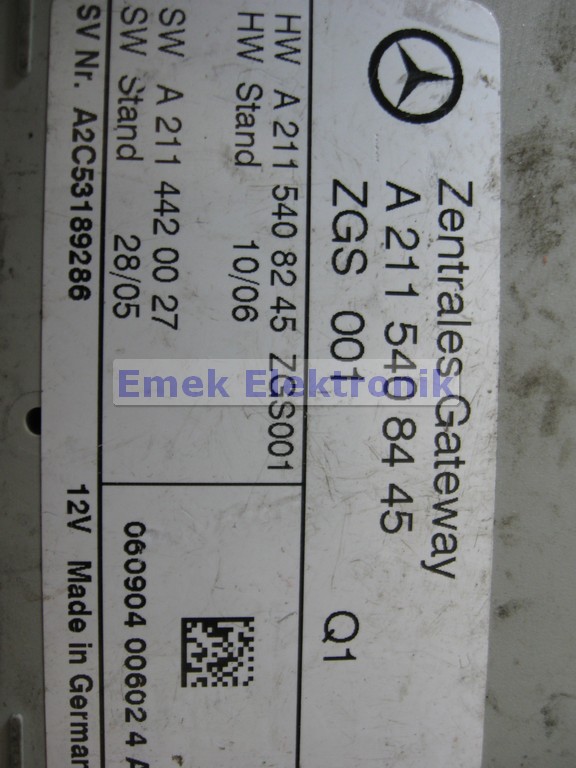 Zentrales Gateway
A 211 540 84 45
ZGS 001 Q1
HW A 211 540 82 45 ZGS001
HW Stand 10/06
SW A 211 442 00 27
SW Stand 28/05
060904 00602 4 A
SV Nr. A2C53189286
12V Made in German
Emek Elektronik